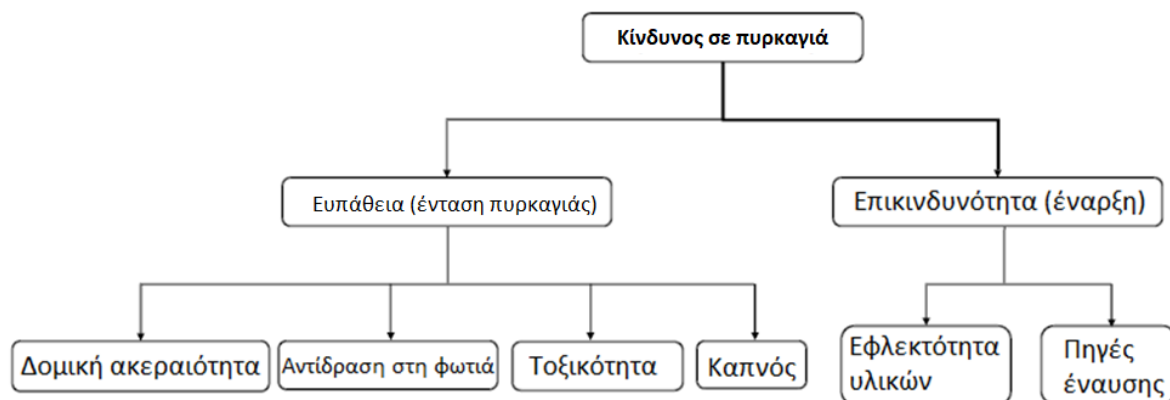 Κίνδυνος σε πυρκαγιά
Ευπάθεια (ένταση πυρκαγιάς)
Επικινδυνότητα (έναρξη)
Δομική ακεραιότητα
Αντίδραση στη φωτιά
Τοξικότητα
Καπνός
Εφλεκτότητα
υλικών
Πηγές
έναυσης